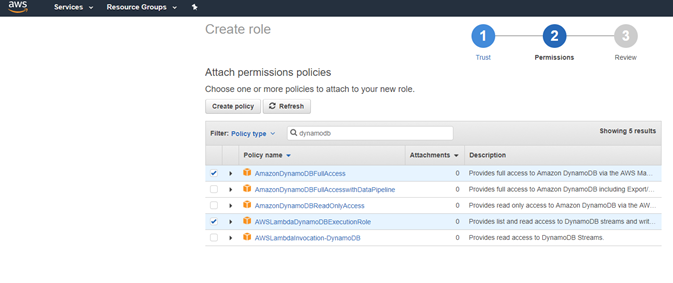 aws Services Resource Groups
Create role
1 2 3
Trust Permissions Review
Attach permissions policies
Choose one or more policies to attach to your new role.
Create policy Refresh
Filter: Policy type dynamodb Showing 5 results
Policy name Attachments Description
AmazonDynamoDBFullAccess 0 Provides full access to Amazon DynamoDB via the AWS Ma...
AmazonDynamoDBFullAccesswithDataPipeline 0 Provides full access to Amazon DynamoDB including Export/...
AmazonDynamoDBReadOnlyAccess 0 Provides read only access to Amazon DynamoDB via the AW...
AWSLambdaDynamoDBExecutionRole 0 Provides list and read access to DynamoDB streams and writ...
AWSLambdaInvocation-DynamoDB 0 Provides read access to DynamoDB Streams.